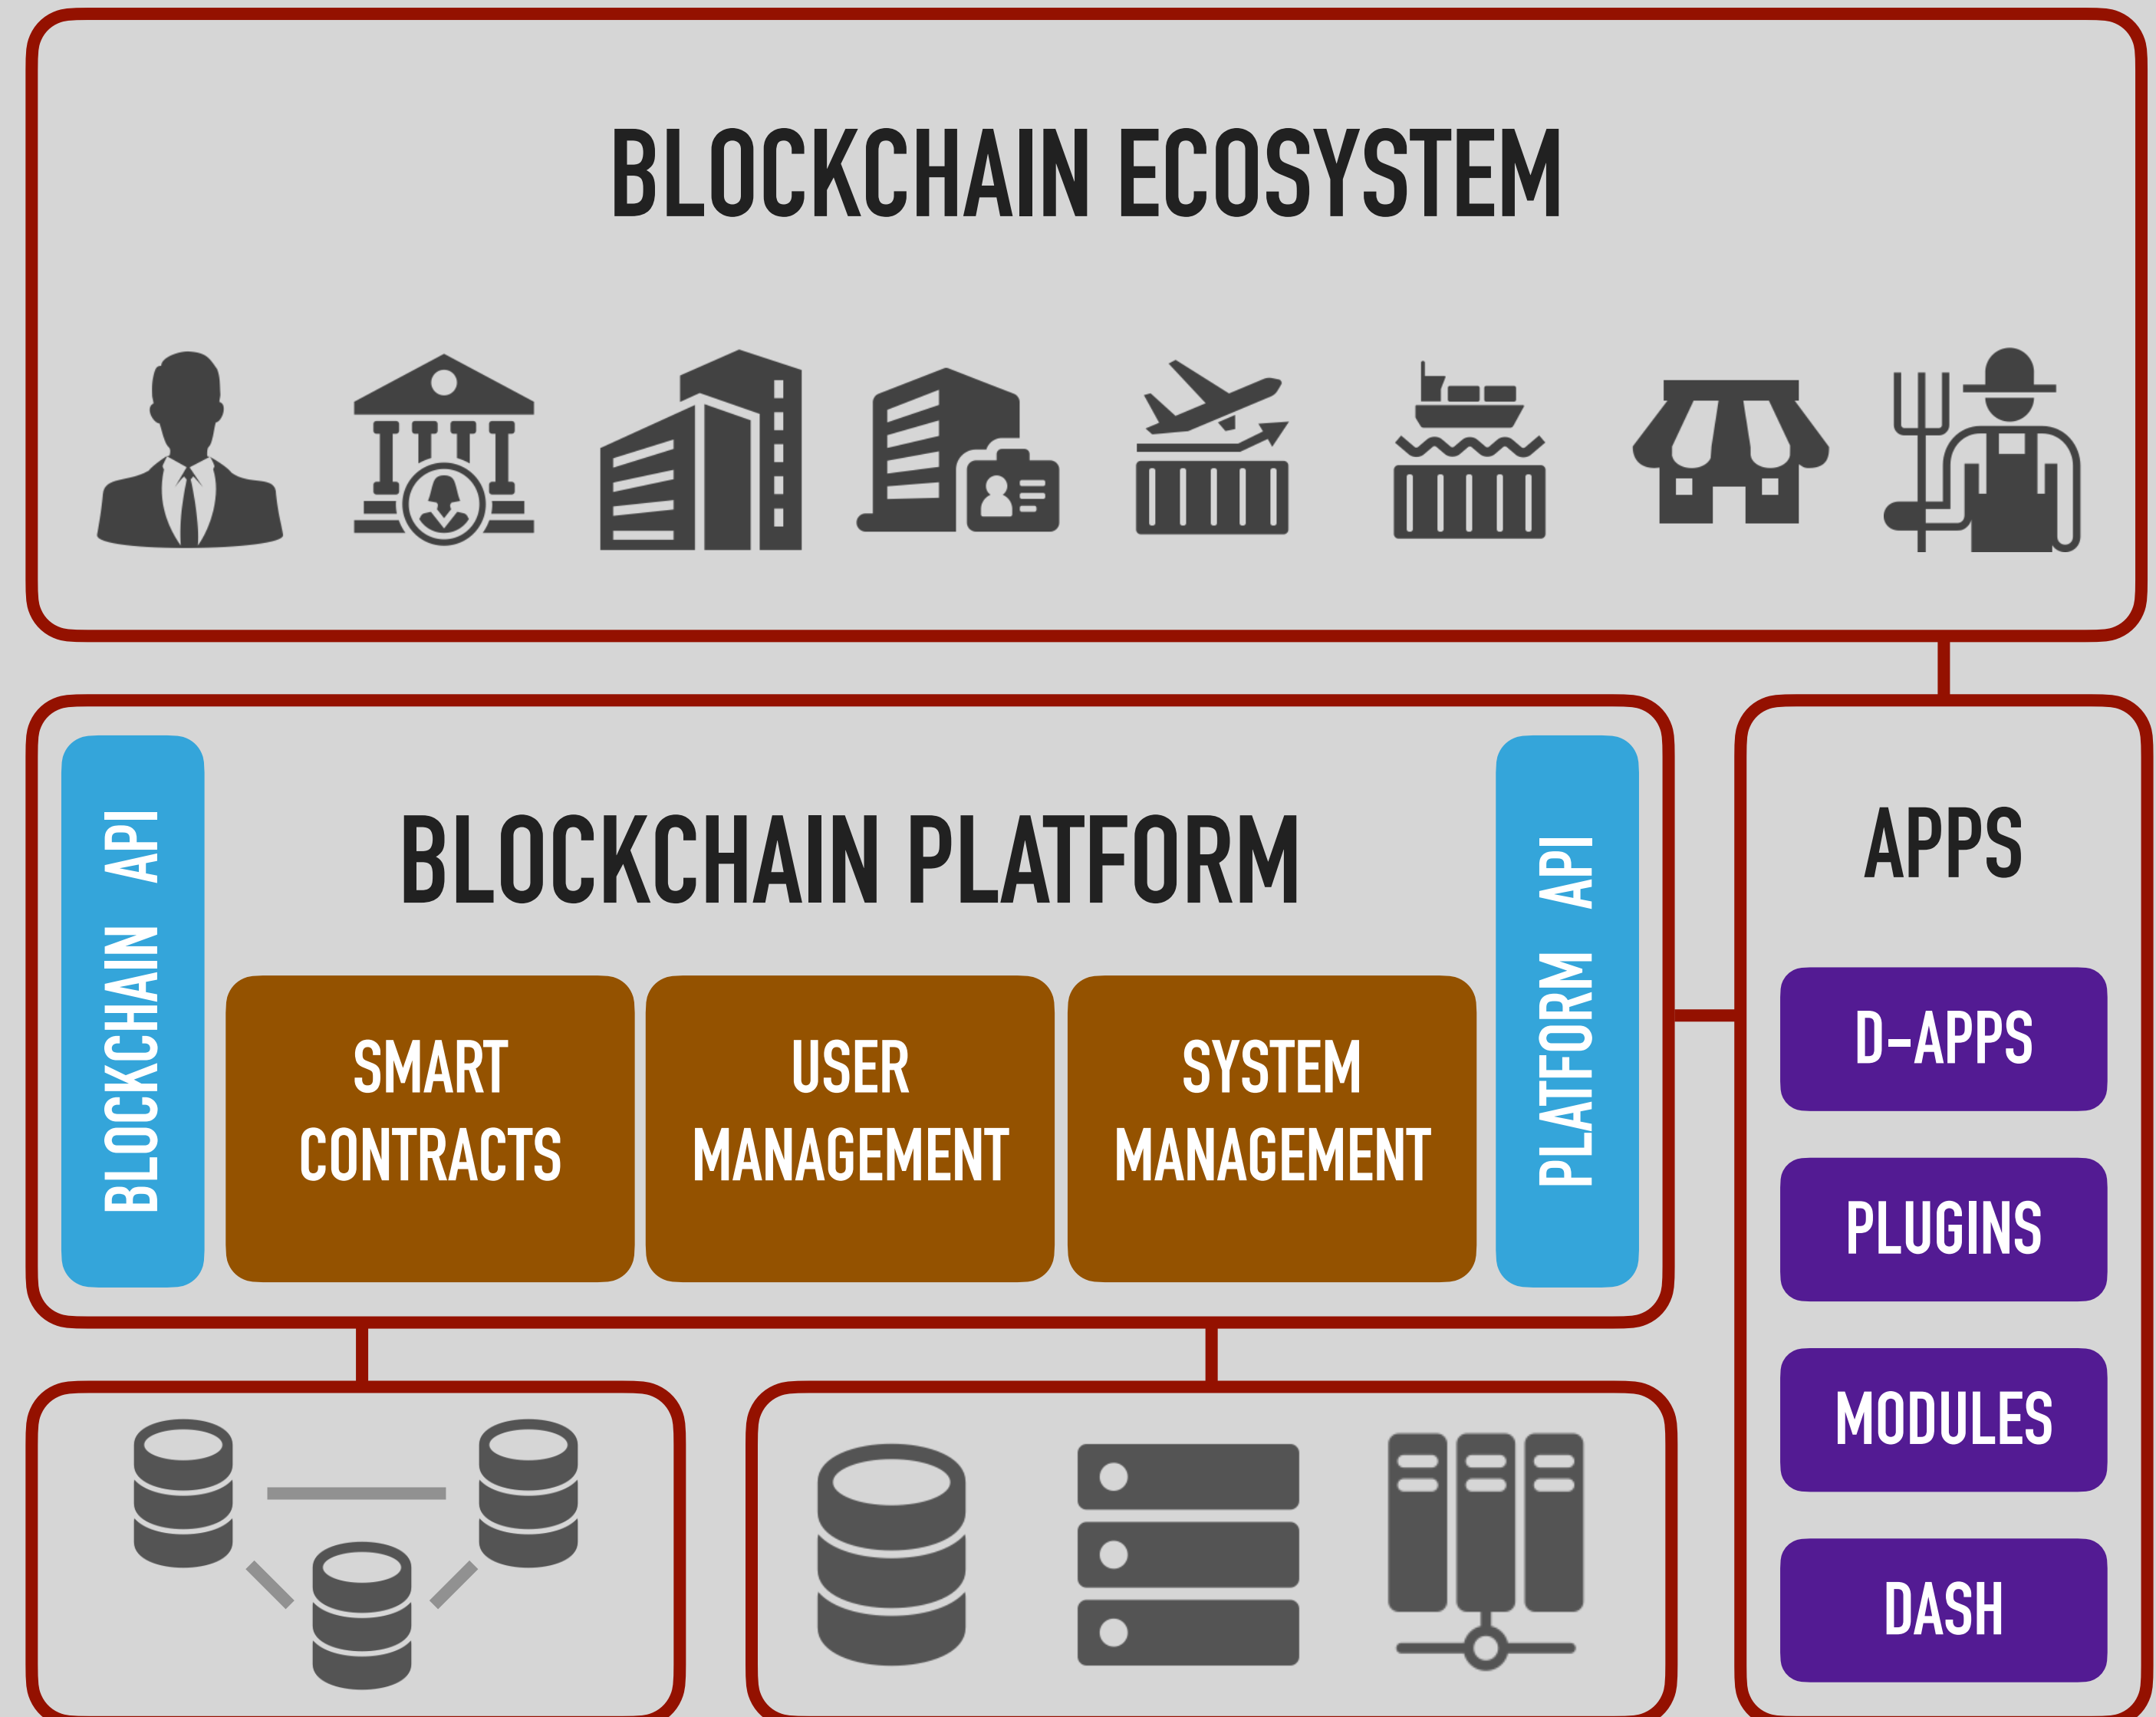 BLOCKCHAIN ECOSYSTEM
BLOCKCHAIN API
BLOCKCHAIN PLATFORM
SMART
CONTRACTS
USER
MANAGEMENT
SYSTEM
MANAGEMENT
PLATFORM API
APPS
D-APPS
PLUGINS
MODULES
DASH